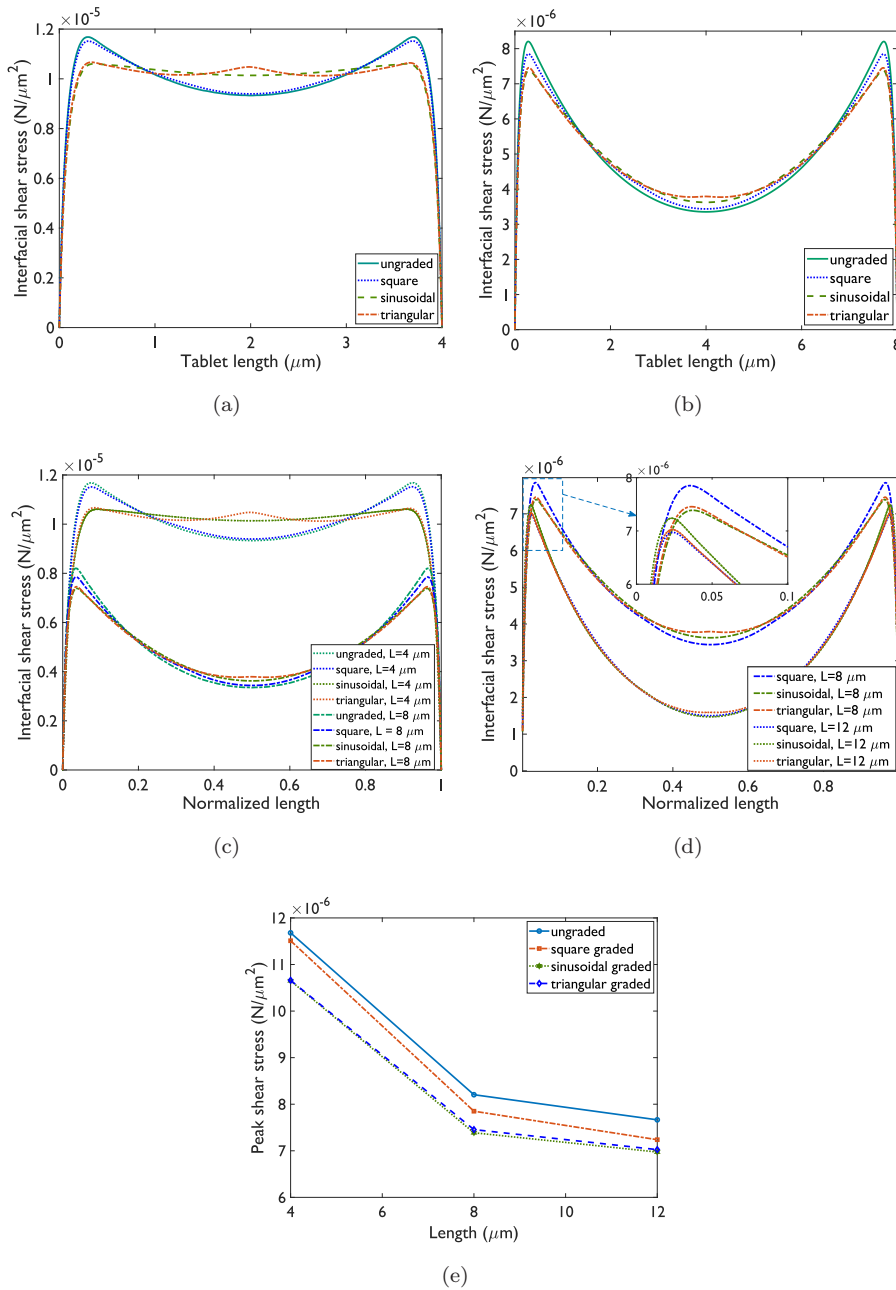 ×10⁻⁵
Interfacial shear stress (N/μm²)
1.2
1
0.8
0.6
0.4
0.2
0
ungraded
square
sinusoidal
triangular
0
1
2
3
4
Tablet length (μm)
(a)
×10⁻⁶
Interfacial shear stress (N/μm²)
8
7
6
5
4
3
2
1
0
ungraded
square
sinusoidal
triangular
0
2
4
6
8
Tablet length (μm)
(b)
×10⁻⁵
Interfacial shear stress (N/μm²)
1.2
1
0.8
0.6
0.4
0.2
0
ungraded, L=4 μm
square, L=4 μm
sinusoidal, L=4 μm
triangular, L=4 μm
ungraded, L=8 μm
square, L = 8 μm
sinusoidal, L=8 μm
triangular, L=8 μm
0
0.2
0.4
0.6
0.8
1
Normalized length
(c)
×10⁻⁶
Interfacial shear stress (N/μm²)
7
6
5
4
3
2
1
0
×10⁻⁶
8
7
6
0.05
0.1
square, L=8 μm
sinusoidal, L=8 μm
triangular, L=8 μm
square, L=12 μm
sinusoidal, L=12 μm
triangular, L=12 μm
0.2
0.4
0.6
0.8
Normalized length
(d)
×10⁻⁶
Peak shear stress (N/μm²)
12
11
10
9
8
7
6
ungraded
square graded
sinusoidal graded
triangular graded
4
6
8
10
12
Length (μm)
(e)